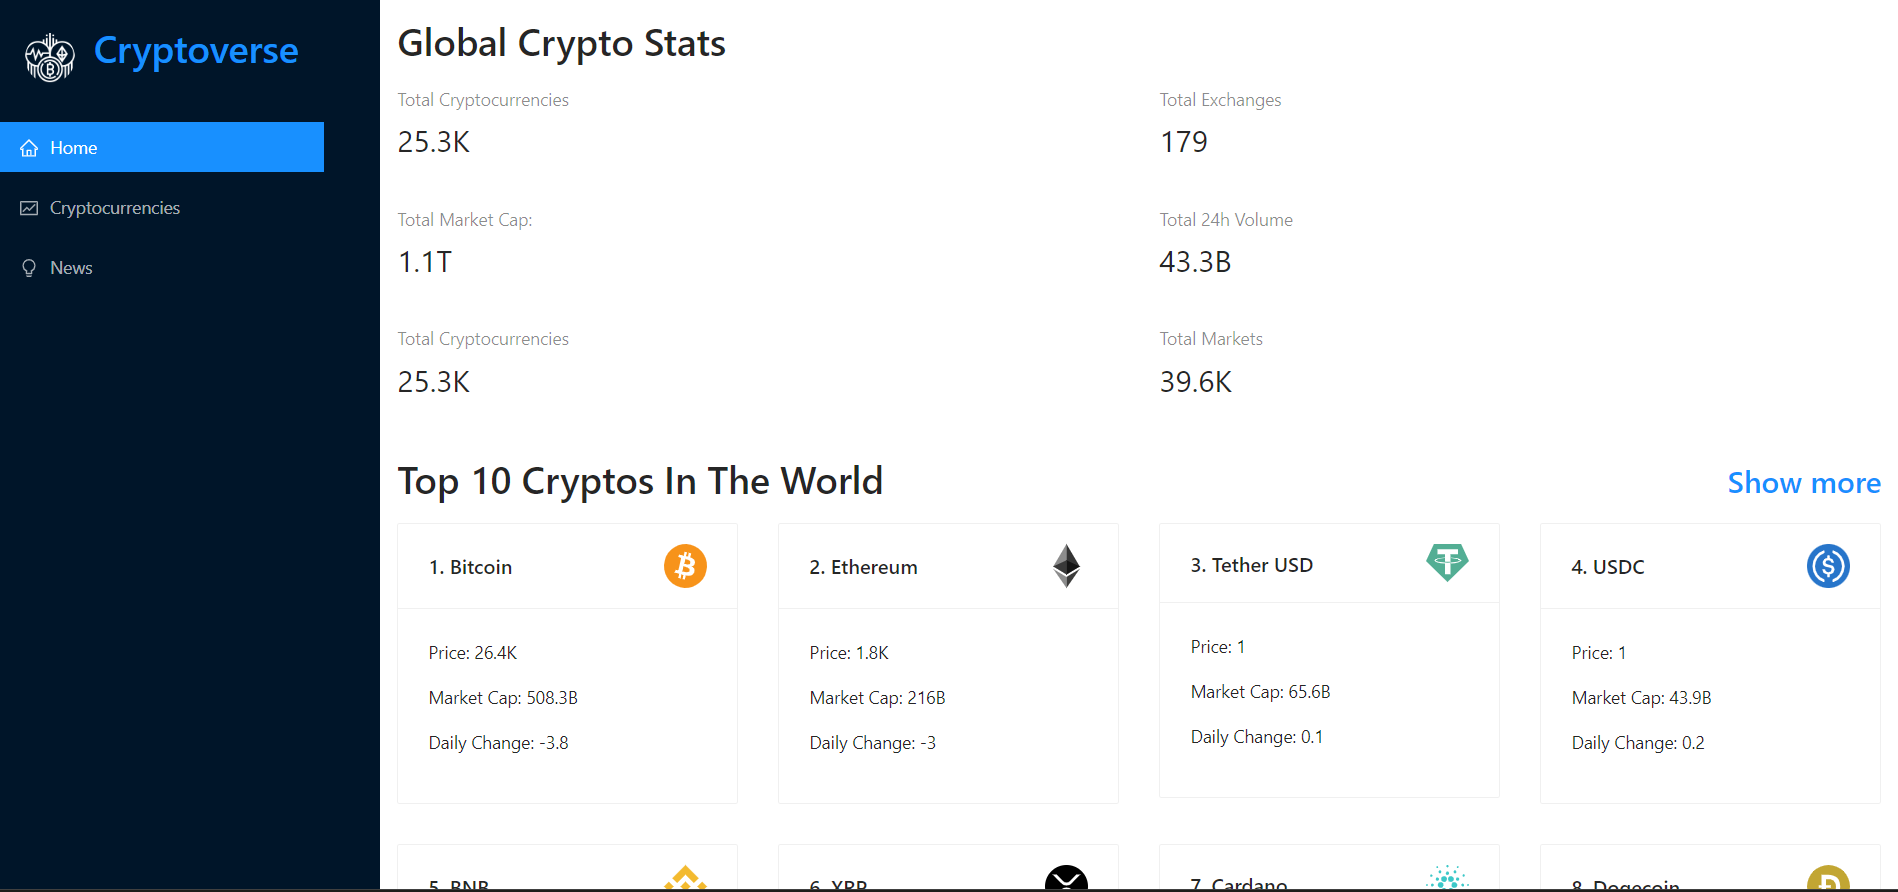 Cryptoverse
Home
Cryptocurrencies
News
Global Crypto Stats
Total Cryptocurrencies
25.3K
Total Exchanges
179
Total Market Cap:
1.1T
Total 24h Volume
43.3B
Total Cryptocurrencies
25.3K
Total Markets
39.6K
Top 10 Cryptos In The World
Show more
1. Bitcoin
Price: 26.4K
Market Cap: 508.3B
Daily Change: -3.8
2. Ethereum
Price: 1.8K
Market Cap: 216B
Daily Change: -3
3. Tether USD
Price: 1
Market Cap: 65.6B
Daily Change: 0.1
4. USDC
Price: 1
Market Cap: 43.9B
Daily Change: 0.2
5. BNB
6. XRP
7. Cardano
8. Dogecoin